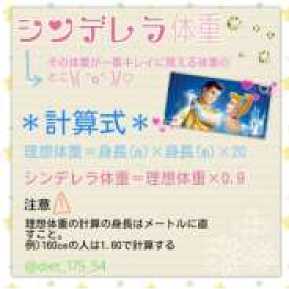 シンデレラ体重
その体重が一番キレイに見える体重の
とこ\(( ˆoˆ )/♡
＊計算式＊
理想体重＝身長(m)×身長(m)×20
シンデレラ体重＝理想体重×0.9
注意
理想体重の計算の身長はメートルに直
すこと。
例)160cmの人は1.60で計算する
@diet_175_54